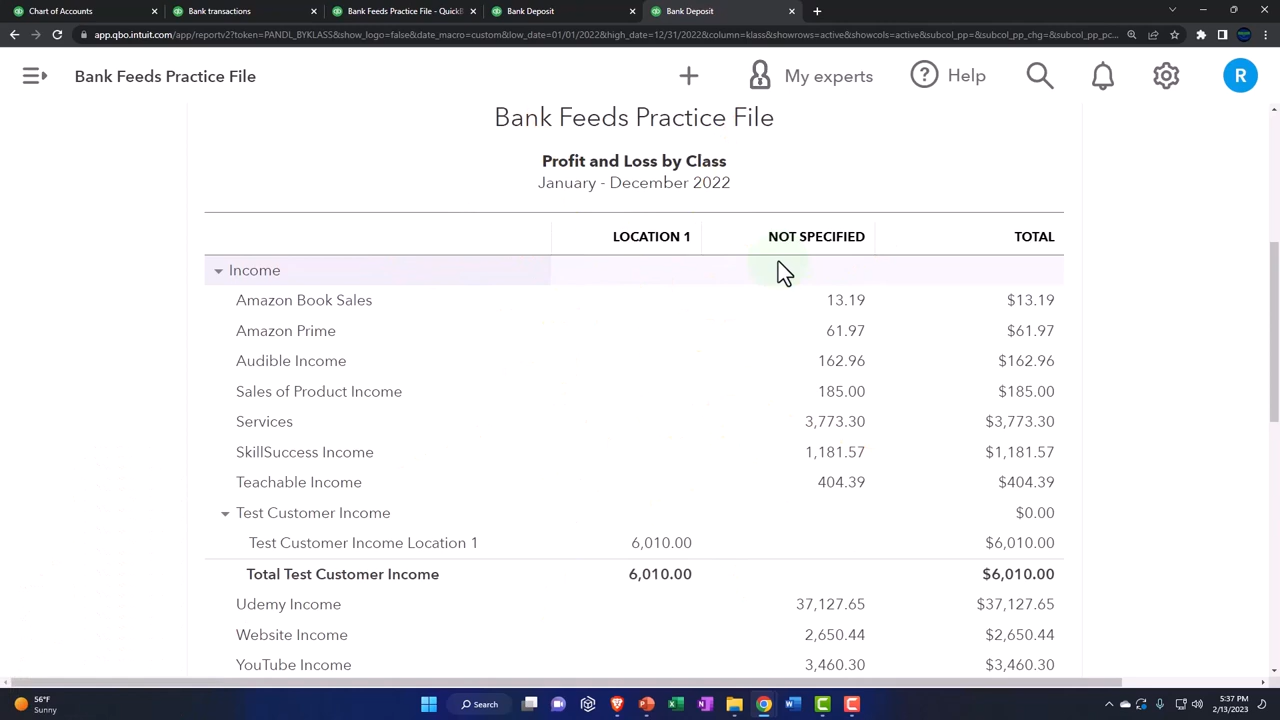 Chart of Accounts
Bank transactions
Bank Feeds Practice File - QuickB
Bank Deposit
Bank Deposit
app.qbo.intuit.com/app/reportv2?token=PANDL_BYKLASS&show_logo=false&date_macro=custom&low_date=01/01/2022&high_date=12/31/2022&column=klass&showrows=active&showcols=active&subcol_pp=&subcol_pp_chg=&subcol_pp_pc...
Bank Feeds Practice File
My experts
Help
R
Bank Feeds Practice File
Profit and Loss by Class
January - December 2022
LOCATION 1 NOT SPECIFIED TOTAL
Income
Amazon Book Sales 13.19 $13.19
Amazon Prime 61.97 $61.97
Audible Income 162.96 $162.96
Sales of Product Income 185.00 $185.00
Services 3,773.30 $3,773.30
SkillSuccess Income 1,181.57 $1,181.57
Teachable Income 404.39 $404.39
Test Customer Income $0.00
Test Customer Income Location 1 6,010.00 $6,010.00
Total Test Customer Income 6,010.00 $6,010.00
Udemy Income 37,127.65 $37,127.65
Website Income 2,650.44 $2,650.44
YouTube Income 3,460.30 $3,460.30
56°F
Sunny
Search
5:37 PM
2/13/2023